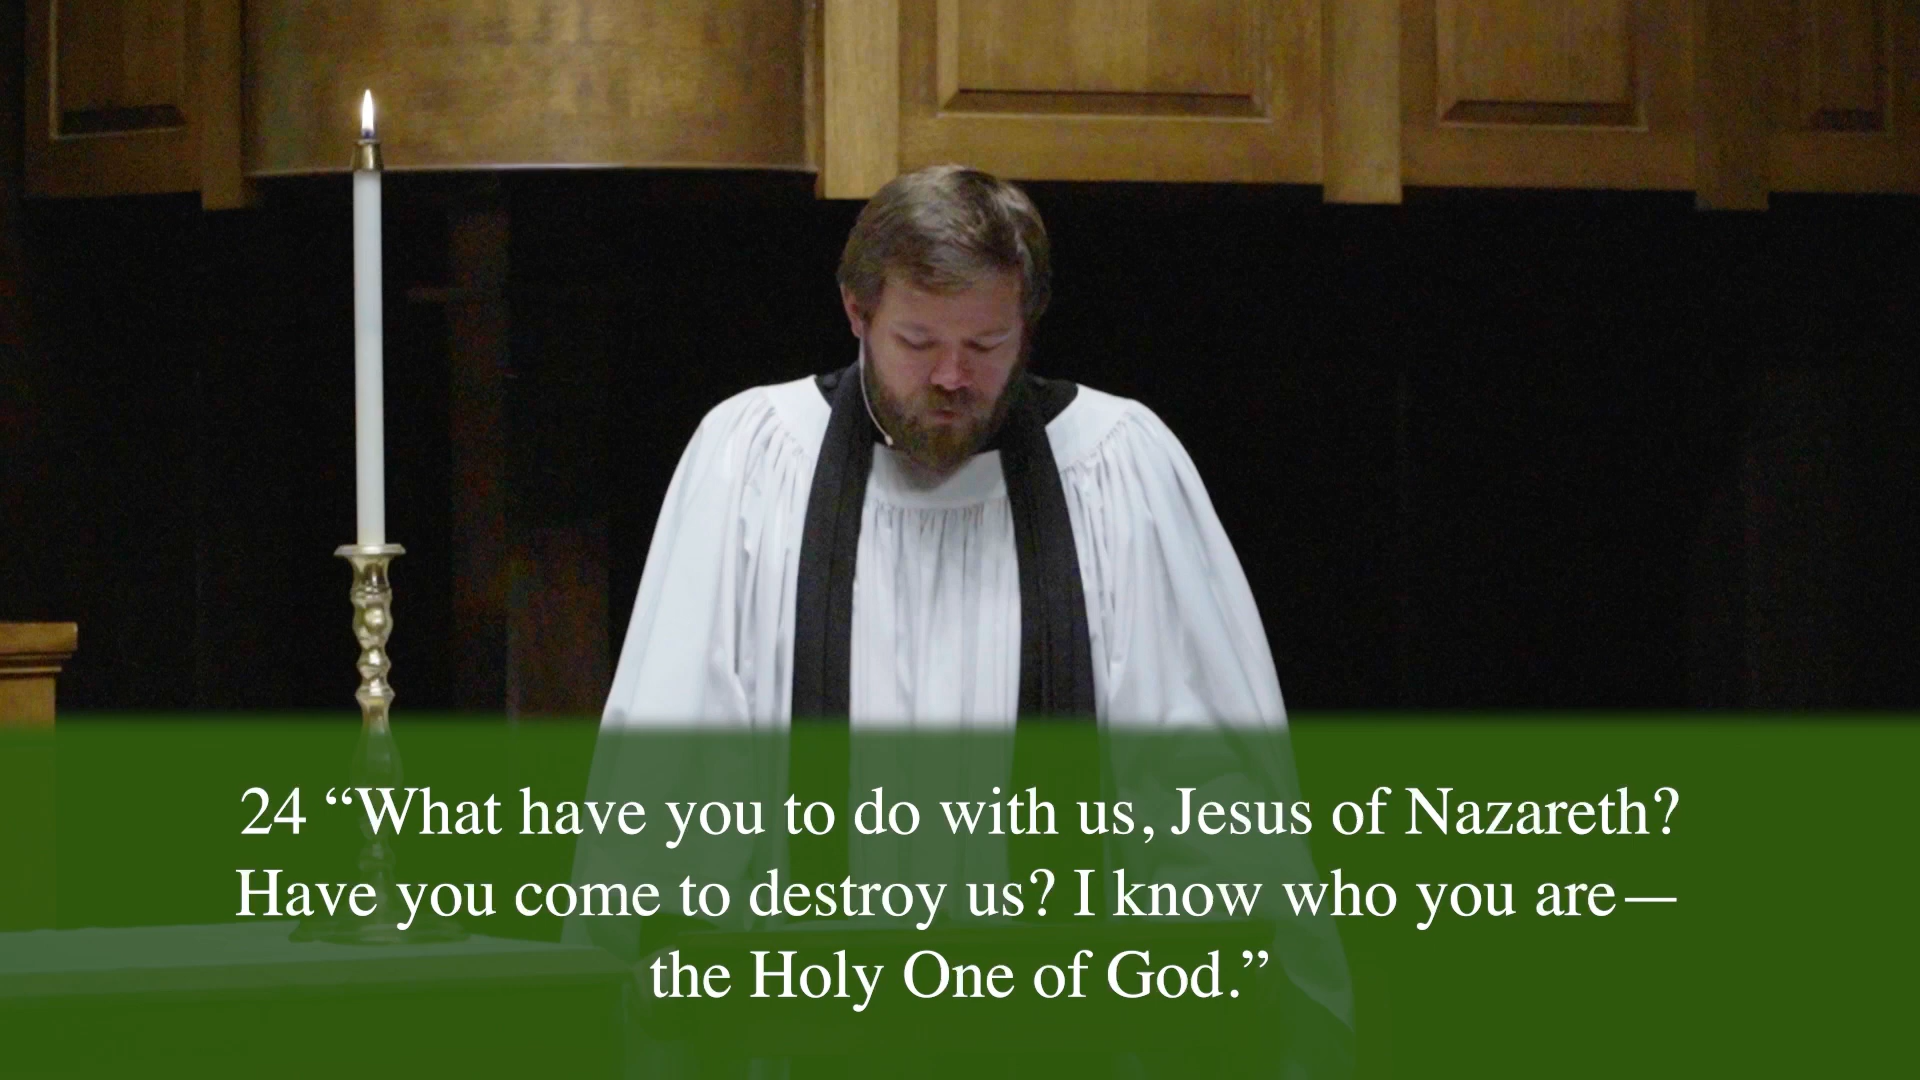 24 “What have you to do with us, Jesus of Nazareth?
Have you come to destroy us? I know who you are—
the Holy One of God.”